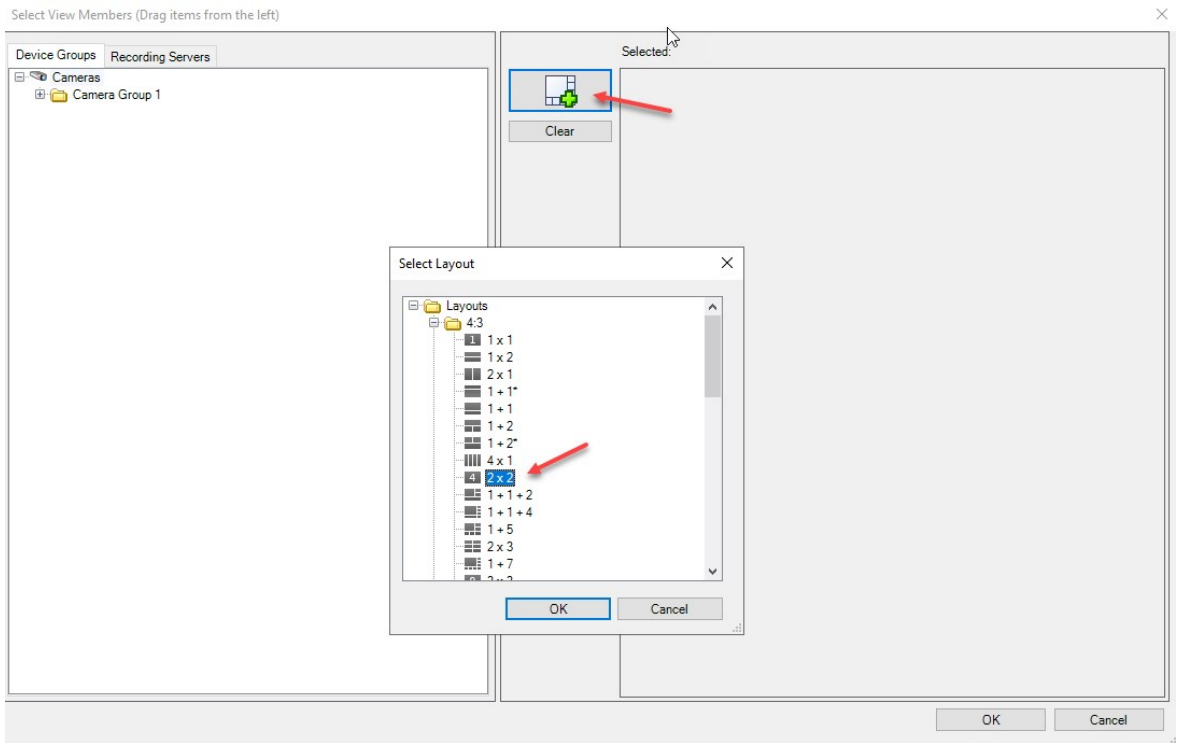 Select View Members (Drag items from the left)
Device Groups Recording Servers
Cameras
Camera Group 1
Selected:
Clear
Select Layout
Layouts
4:3
1 1 x 1
1 x 2
2 x 1
1 + 1*
1 + 1
1 + 2
1 + 2*
4 x 1
4 2 x 2
1 + 1 + 2
1 + 1 + 4
1 + 5
2 x 3
1 + 7
OK Cancel
OK Cancel